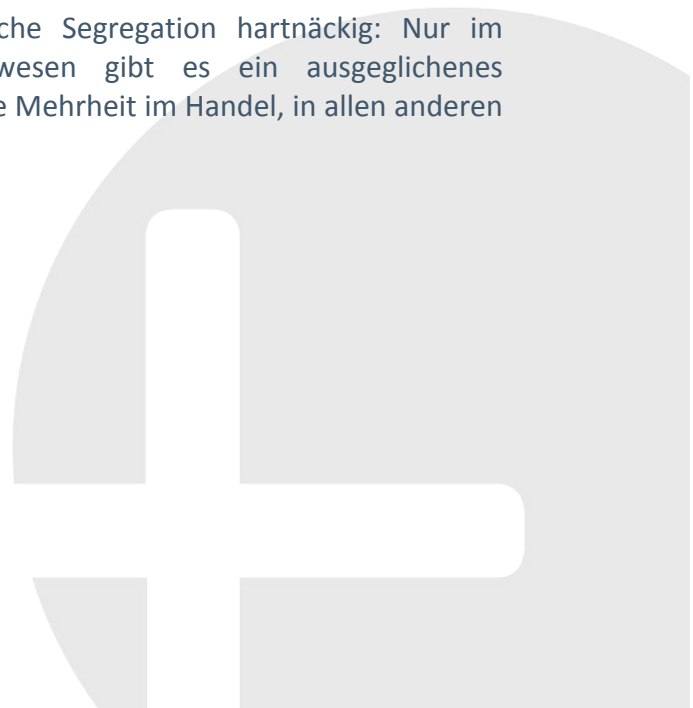 che Segregation hartnäckig: Nur im
wesen gibt es ein ausgeglichenes
e Mehrheit im Handel, in allen anderen